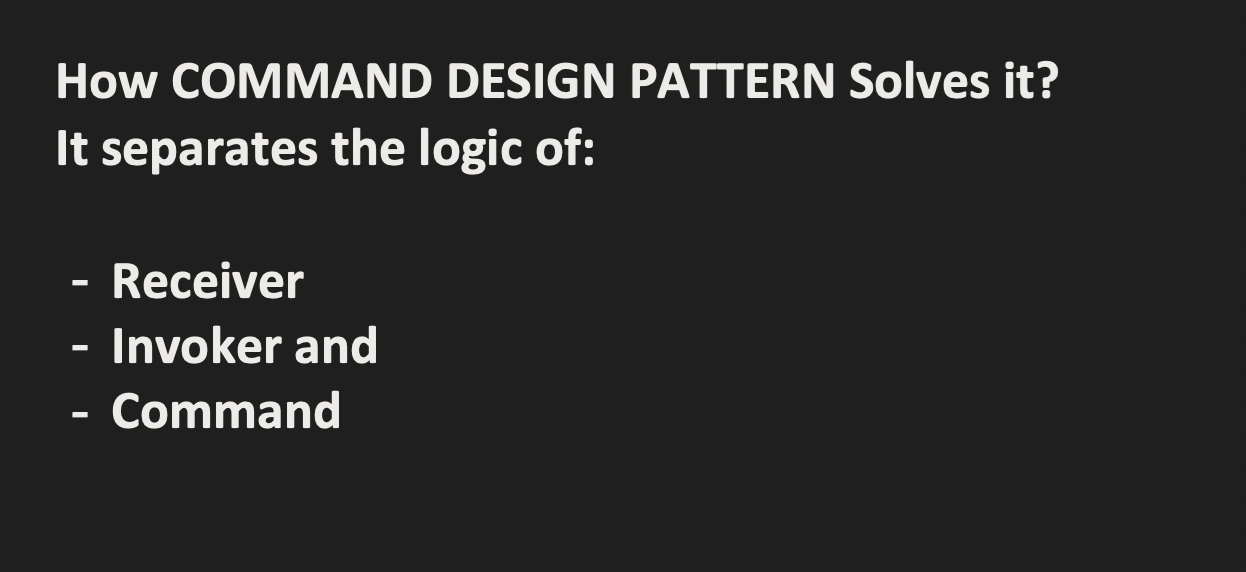 How COMMAND DESIGN PATTERN Solves it?
It separates the logic of:
- Receiver
- Invoker and
- Command